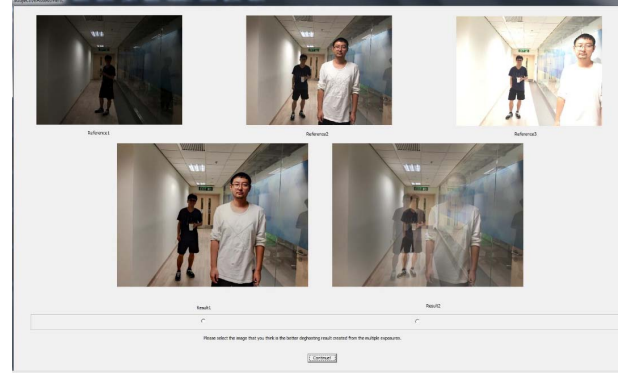 Reference1
Reference2
Reference3
Result1
Result2
Please select the image that you think is the better deghosting result created from the multiple exposures.
Continue!